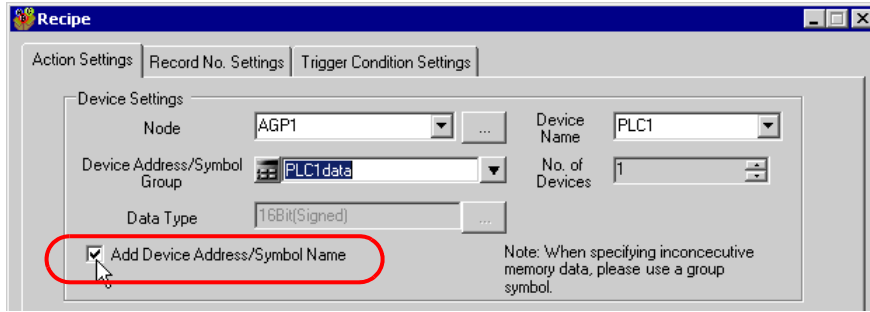 Recipe
Action Settings Record No. Settings Trigger Condition Settings
Device Settings
Node AGP1 ... Device Name PLC1
Device Address/Symbol Group PLC1data No. of Devices 1
Data Type 16Bit(Signed) ...
Add Device Address/Symbol Name
Note: When specifying inconcecutive
memory data, please use a group
symbol.